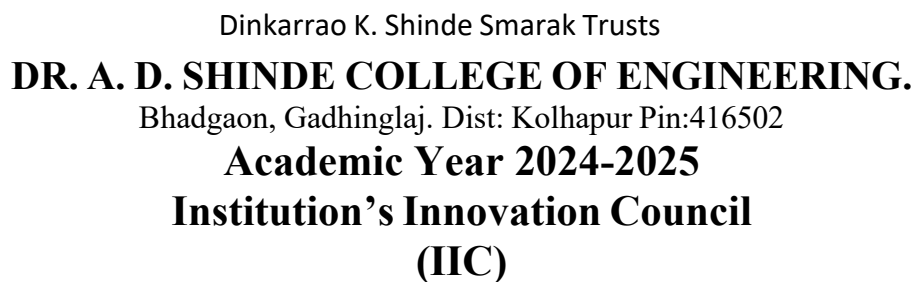 Dinkarrao K. Shinde Smarak Trusts
DR. A. D. SHINDE COLLEGE OF ENGINEERING.
Bhadgaon, Gadhinglaj. Dist: Kolhapur Pin:416502
Academic Year 2024-2025
Institution’s Innovation Council
(IIC)